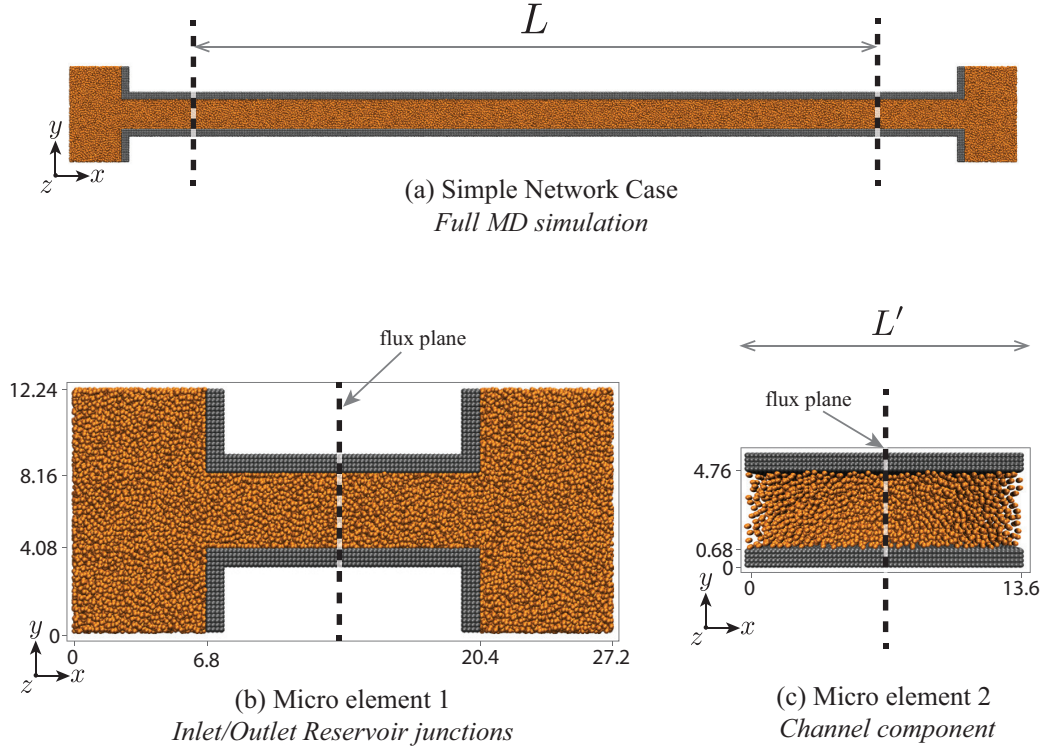 L
y
z x
(a) Simple Network Case
Full MD simulation
flux plane
12.24
8.16
4.08
0
0 6.8 20.4 27.2
y
z x
(b) Micro element 1
Inlet/Outlet Reservoir junctions
L′
flux plane
4.76
0.68
0
0 13.6
y
z x
(c) Micro element 2
Channel component